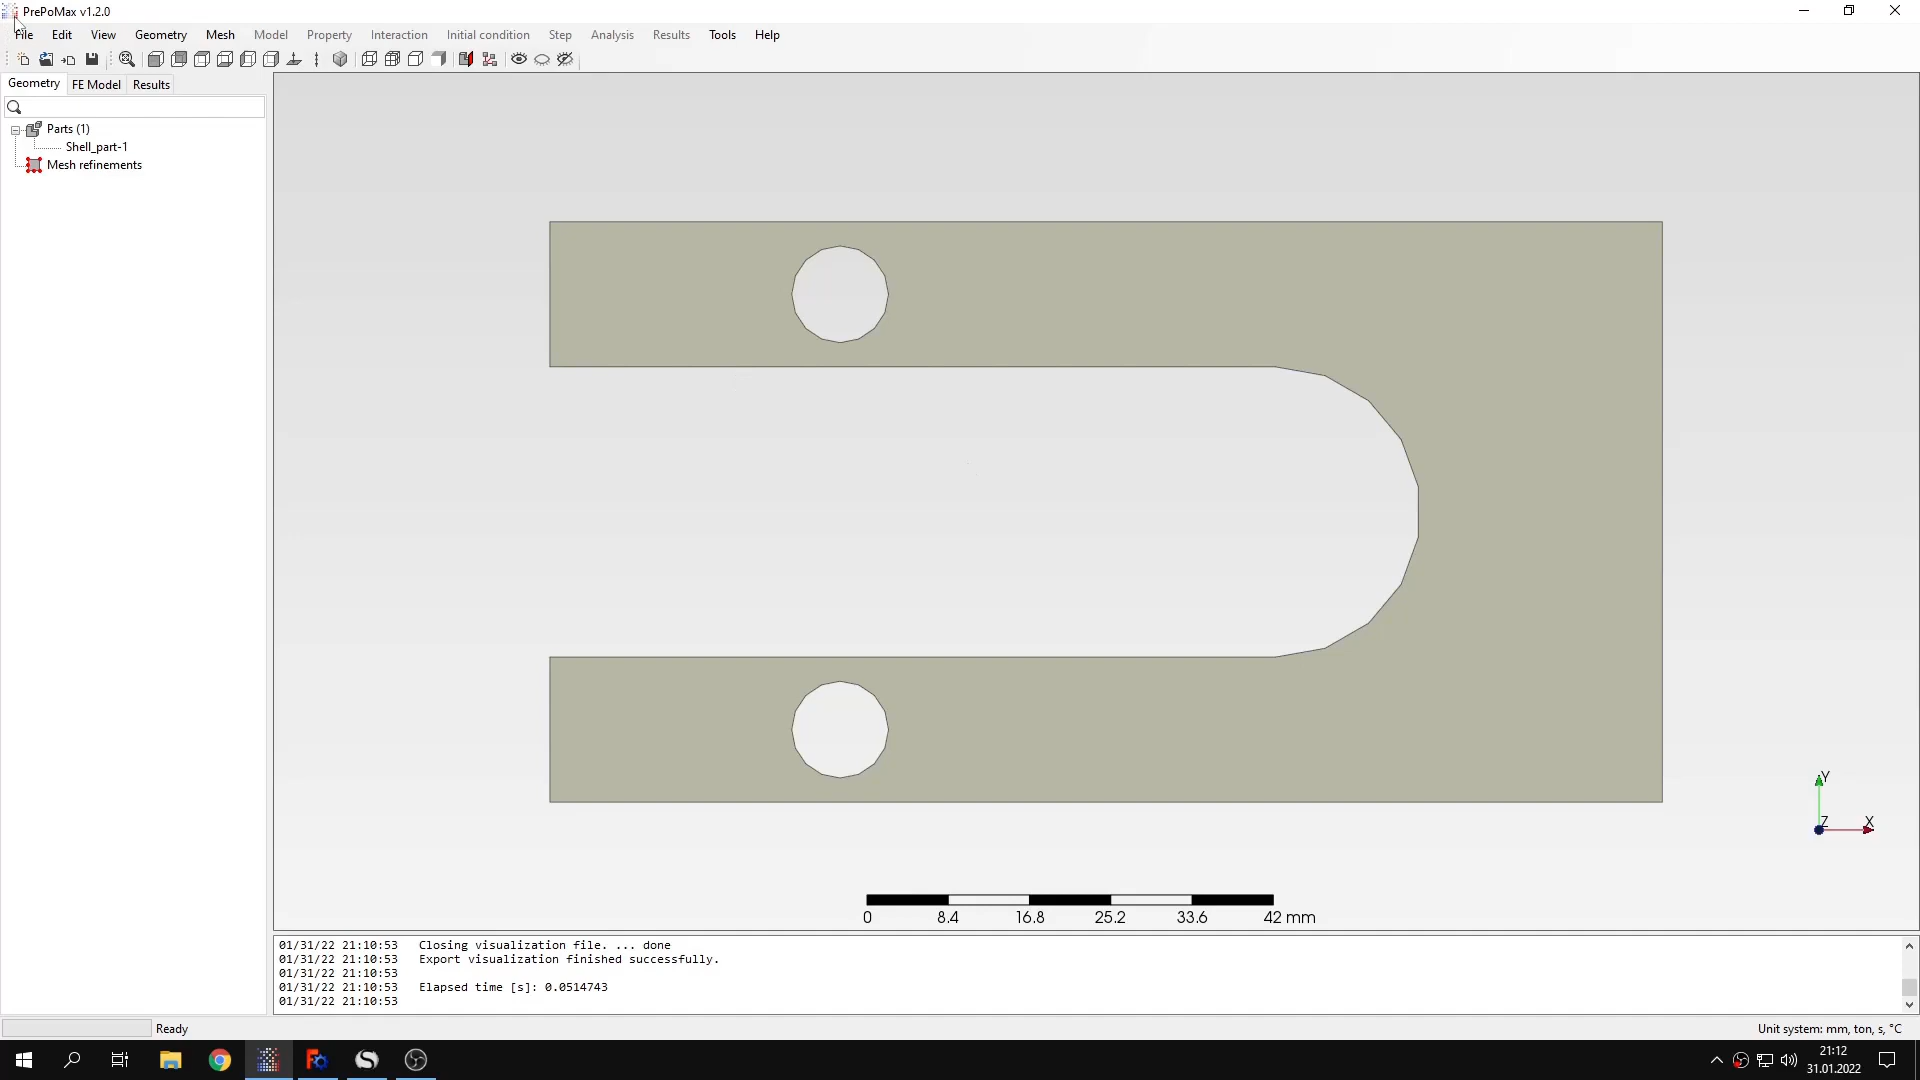 PrePoMax v1.2.0
File Edit View Geometry Mesh Model Property Interaction Initial condition Step Analysis Results Tools Help
Geometry FE Model Results
Parts (1)
Shell_part-1
Mesh refinements
Y
Z X
0 8.4 16.8 25.2 33.6 42 mm
01/31/22 21:10:53 Closing visualization file. ... done
01/31/22 21:10:53 Export visualization finished successfully.
01/31/22 21:10:53
01/31/22 21:10:53 Elapsed time [s]: 0.0514743
01/31/22 21:10:53
Ready
Unit system: mm, ton, s, °C
21:12
31.01.2022